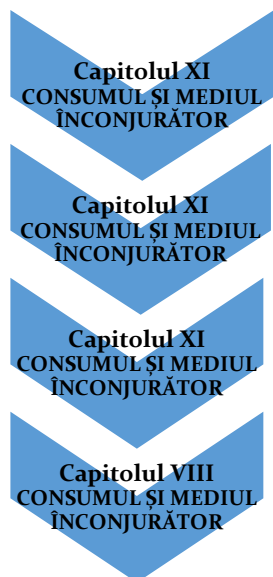 Capitolul XI
CONSUMUL ȘI MEDIUL
ÎNCONJURĂTOR
Capitolul XI
CONSUMUL ȘI MEDIUL
ÎNCONJURĂTOR
Capitolul XI
CONSUMUL ȘI MEDIUL
ÎNCONJURĂTOR
Capitolul VIII
CONSUMUL ȘI MEDIUL
ÎNCONJURĂTOR